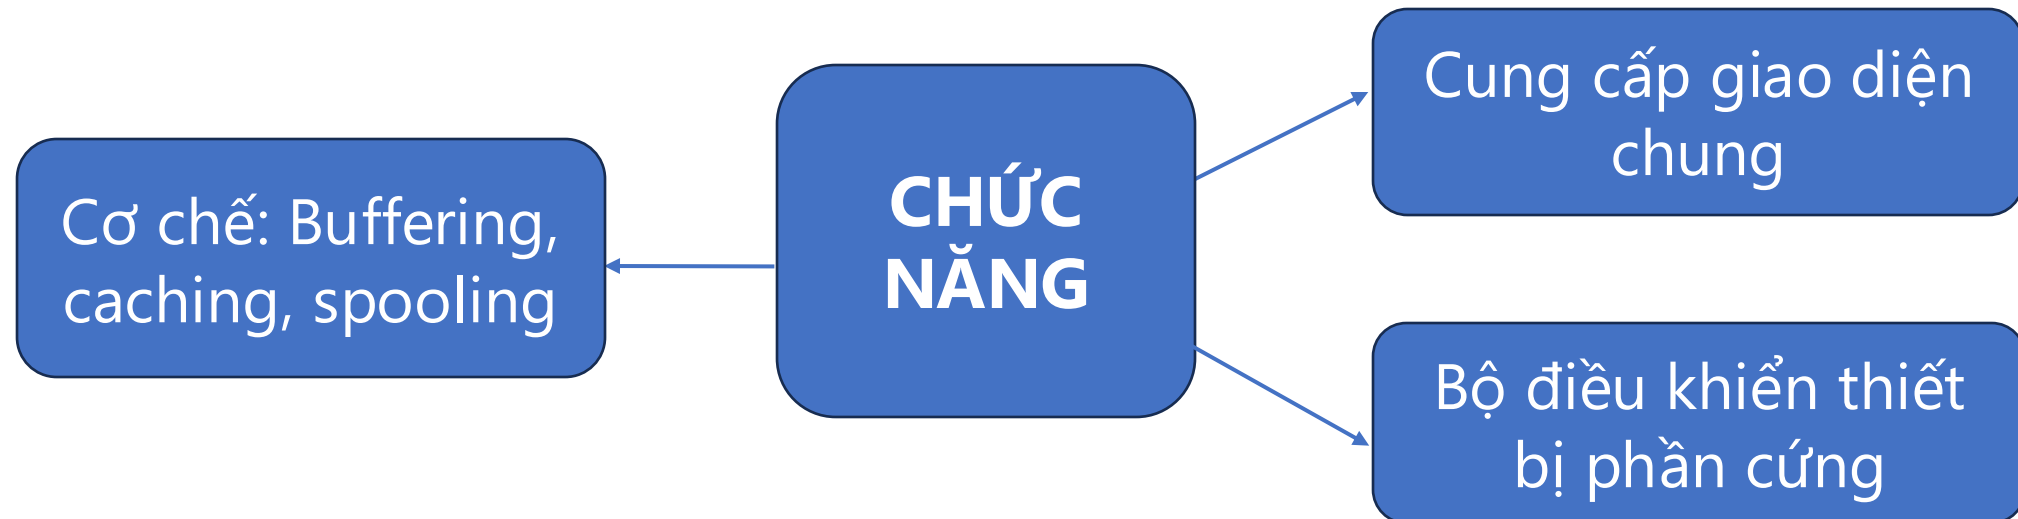 Cơ chế: Buffering,
caching, spooling
CHỨC
NĂNG
Cung cấp giao diện
chung
Bộ điều khiển thiết
bị phần cứng